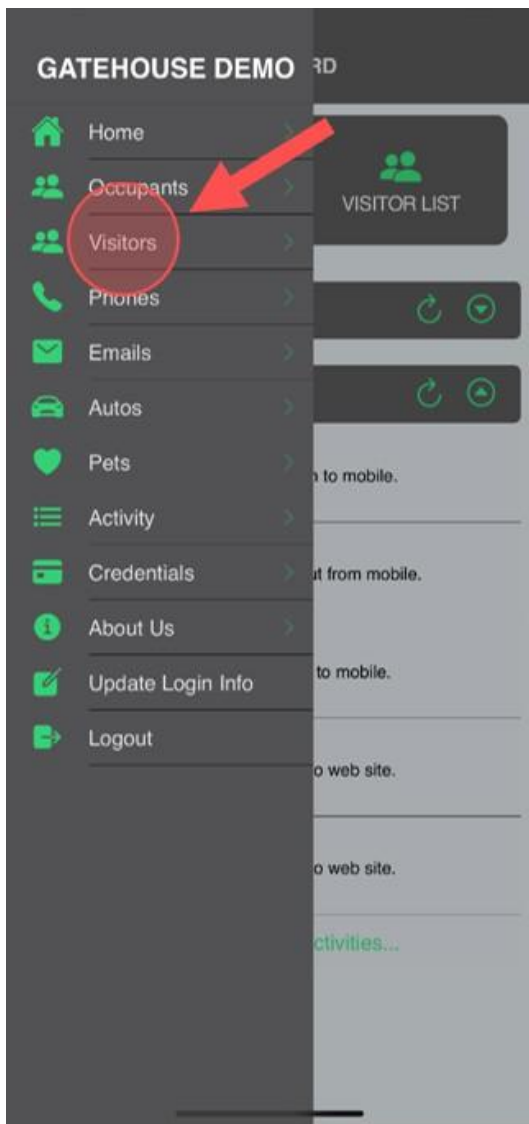 GATEHOUSE DEMO
RD
Home
VISITOR LIST
Occupants
Visitors
Phones
Emails
Autos
Pets
to mobile.
Activity
Credentials
from mobile.
About Us
Update Login Info
to mobile.
Logout
web site.
web site.